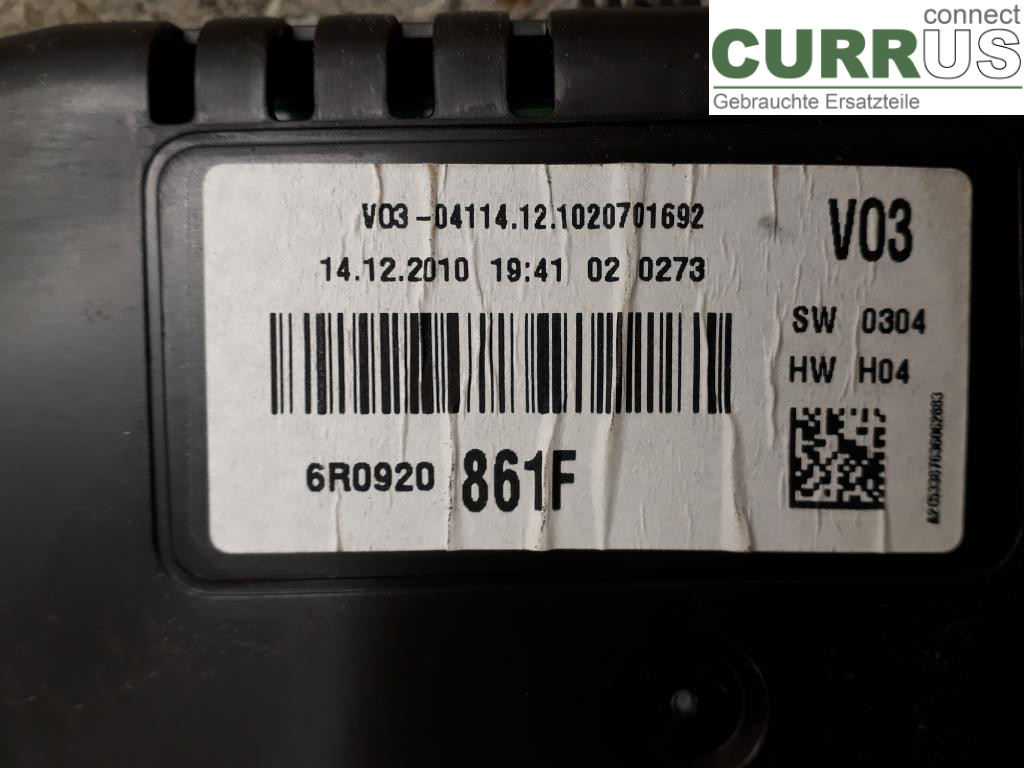 connect
CURRUS
Gebrauchte Ersatzteile
V03-04114.12.1020701692
V03
14.12.2010 19:41 02 0273
SW 0304
HW H04
6R0920 861F
A2C53387636062883